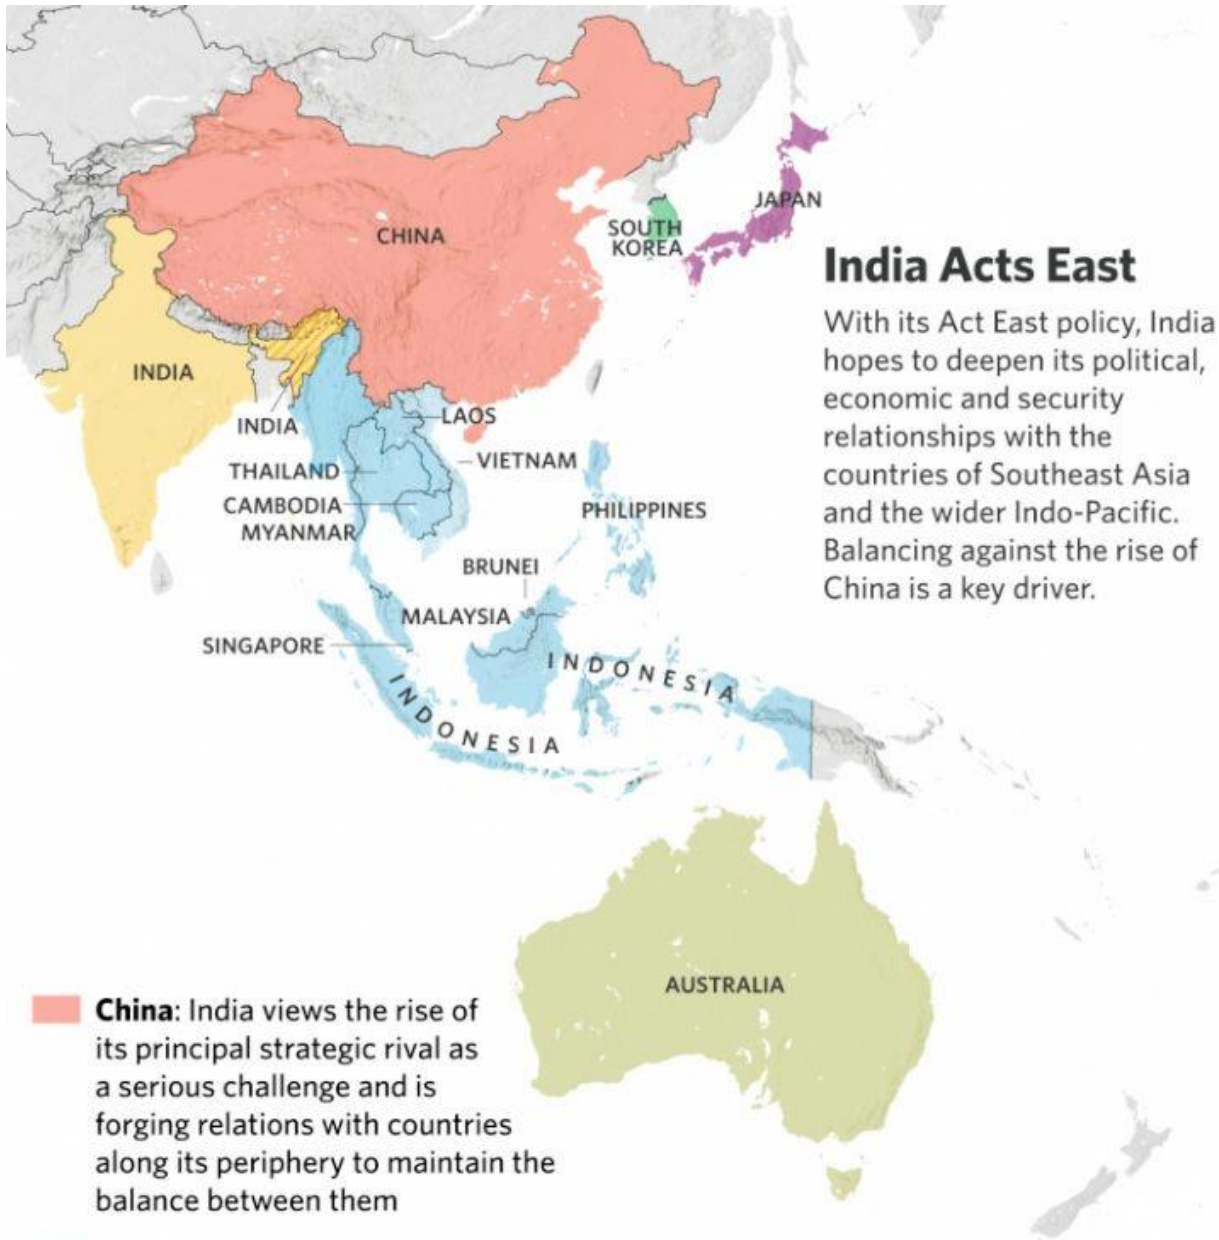 CHINA
JAPAN
SOUTH
KOREA
India Acts East
With its Act East policy, India
hopes to deepen its political,
economic and security
relationships with the
countries of Southeast Asia
and the wider Indo-Pacific.
Balancing against the rise of
China is a key driver.
INDIA
INDIA
LAOS
THAILAND
VIETNAM
CAMBODIA
MYANMAR
PHILIPPINES
BRUNEI
MALAYSIA
SINGAPORE
INDONESIA
INDONESIA
AUSTRALIA
China: India views the rise of
its principal strategic rival as
a serious challenge and is
forging relations with countries
along its periphery to maintain the
balance between them